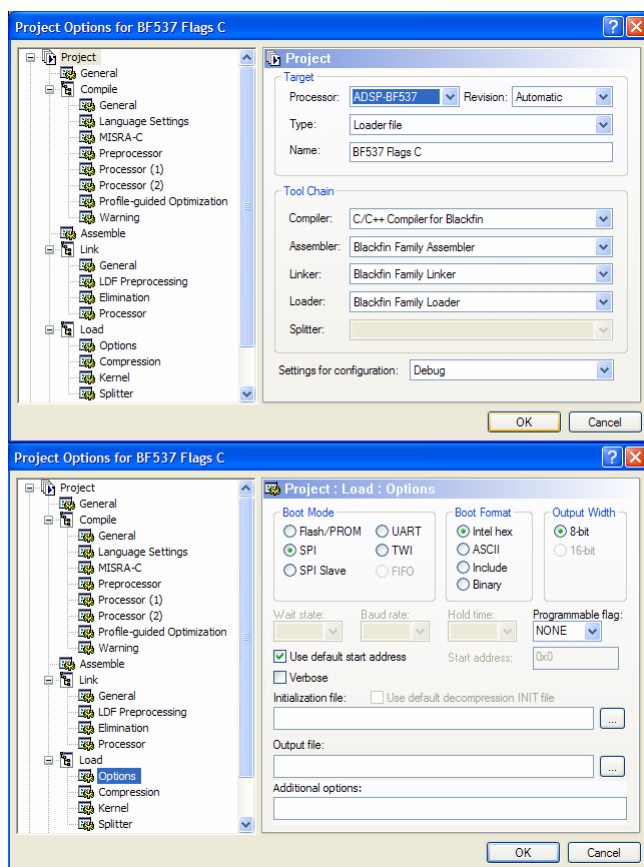 Project Options for BF537 Flags C
Project
General
Compile
General
Language Settings
MISRA-C
Preprocessor
Processor (1)
Processor (2)
Profile-guided Optimization
Warning
Assemble
Link
General
LDF Preprocessing
Elimination
Processor
Load
Options
Compression
Kernel
Splitter
Project
Target
Processor: ADSP-BF537 Revision: Automatic
Type: Loader file
Name: BF537 Flags C
Tool Chain
Compiler: C/C++ Compiler for Blackfin
Assembler: Blackfin Family Assembler
Linker: Blackfin Family Linker
Loader: Blackfin Family Loader
Splitter:
Settings for configuration: Debug
OK Cancel
Project Options for BF537 Flags C
Project
General
Compile
General
Language Settings
MISRA-C
Preprocessor
Processor (1)
Processor (2)
Profile-guided Optimization
Warning
Assemble
Link
General
LDF Preprocessing
Elimination
Processor
Load
Options
Compression
Kernel
Splitter
Project : Load : Options
Boot Mode Boot Format Output Width
Flash/PROM UART Intel hex 8-bit
SPI TWI ASCII 16-bit
SPI Slave FIFO Include
Binary
Wait state: Baud rate: Hold time: Programmable flag:
NONE
Use default start address Start address: 0x0
Verbose
Initialization file: Use default decompression INIT file
...
Output file:
...
Additional options:
OK Cancel